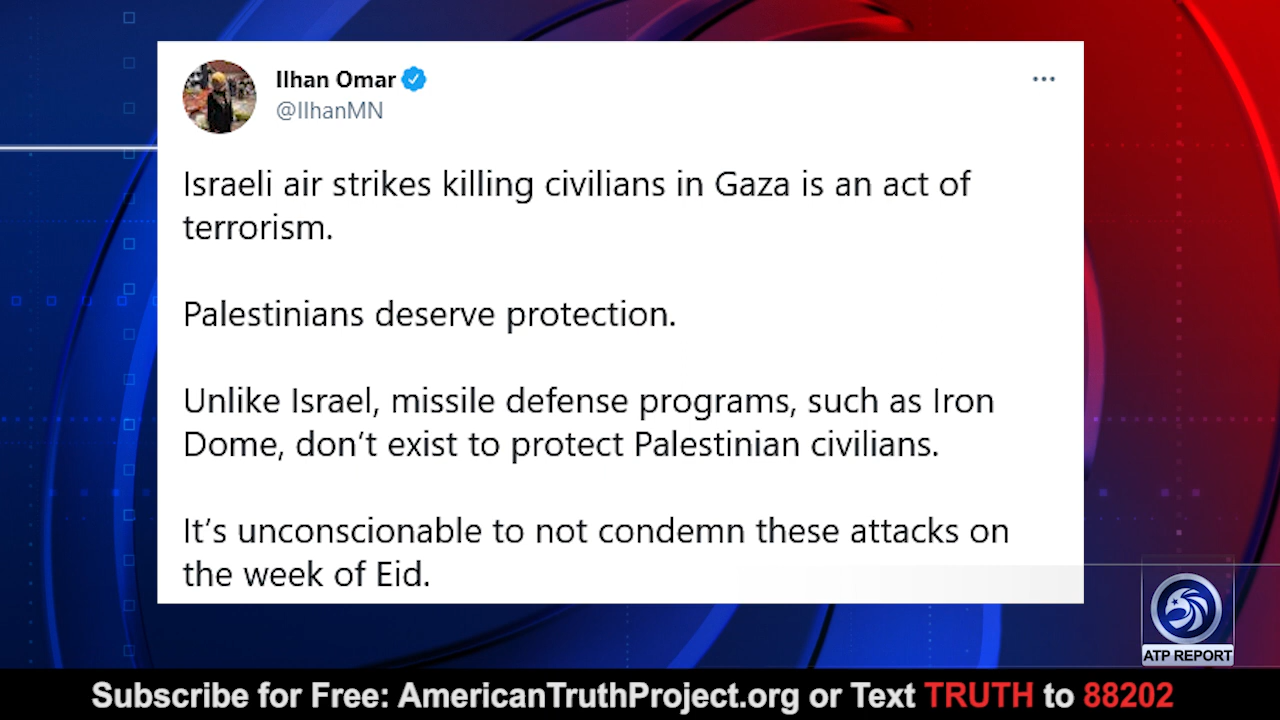 Ilhan Omar
@IlhanMN
Israeli air strikes killing civilians in Gaza is an act of
terrorism.
Palestinians deserve protection.
Unlike Israel, missile defense programs, such as Iron
Dome, don’t exist to protect Palestinian civilians.
It’s unconscionable to not condemn these attacks on
the week of Eid.
ATP REPORT
Subscribe for Free: AmericanTruthProject.org or Text TRUTH to 88202